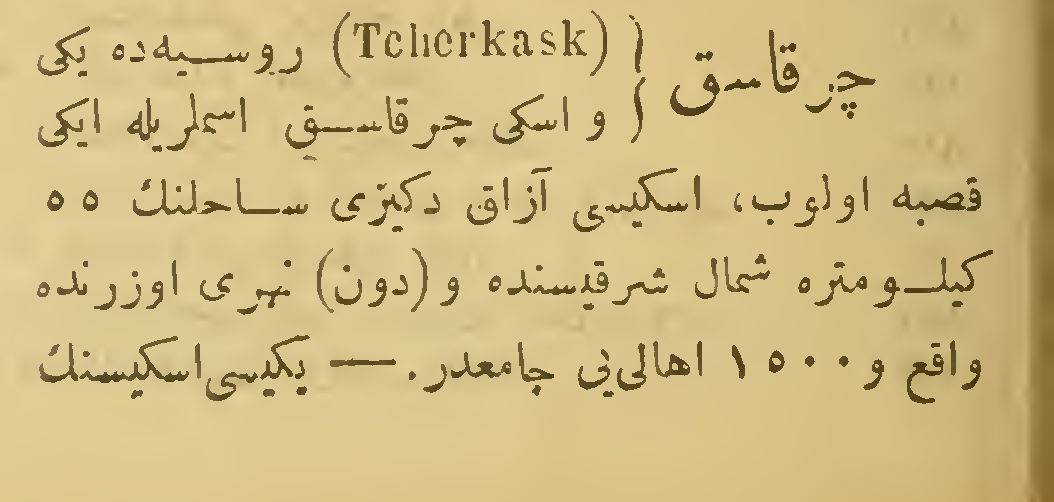 چرقاسق (Tcherkask) روسیه‌ده یکی
و اسکی چرقاسق اسملریله ایکی
قصبه اولوب، اسکیسی آزاق دکیزی ساحلنك ٥٥
کیلومتره شمال شرقیسنده و (دون) نهری اوزرنده
واقع و ١٥٠٠ اهالی‌یی جامعدر. — یکیسی اسکیسنك